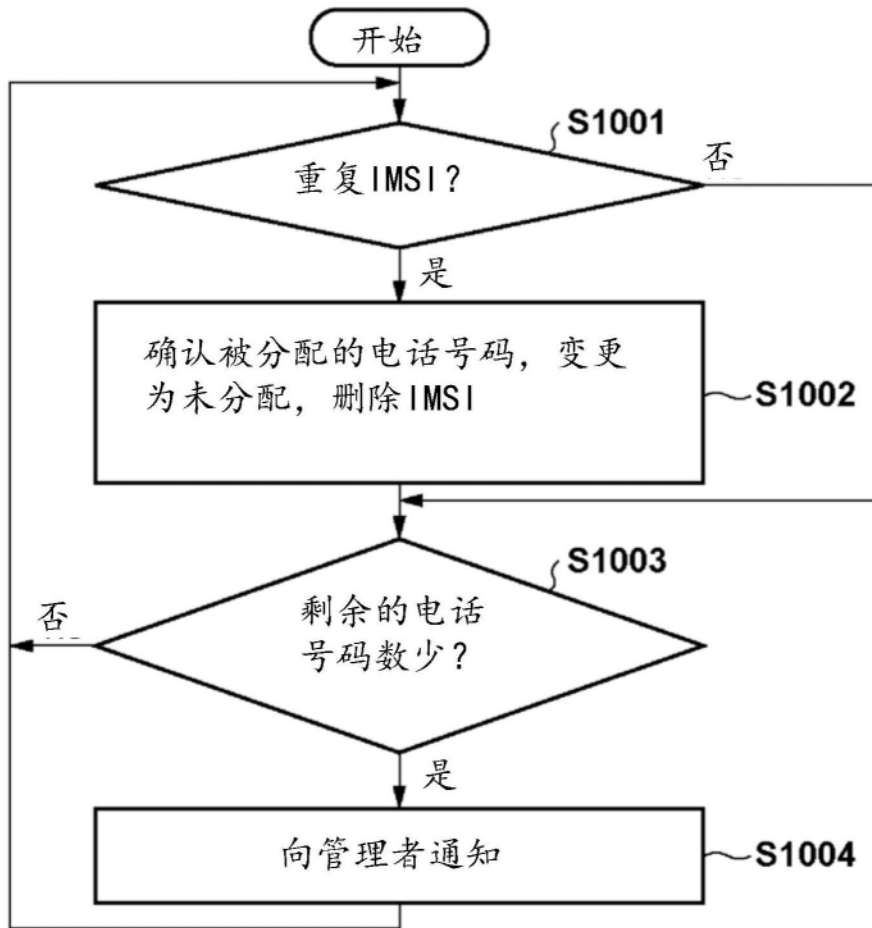 开始
S1001
重复IMSI?
否
是
确认被分配的电话号码，变更
为未分配，删除IMSI
S1002
S1003
剩余的电话
号码数少?
否
是
向管理者通知
S1004